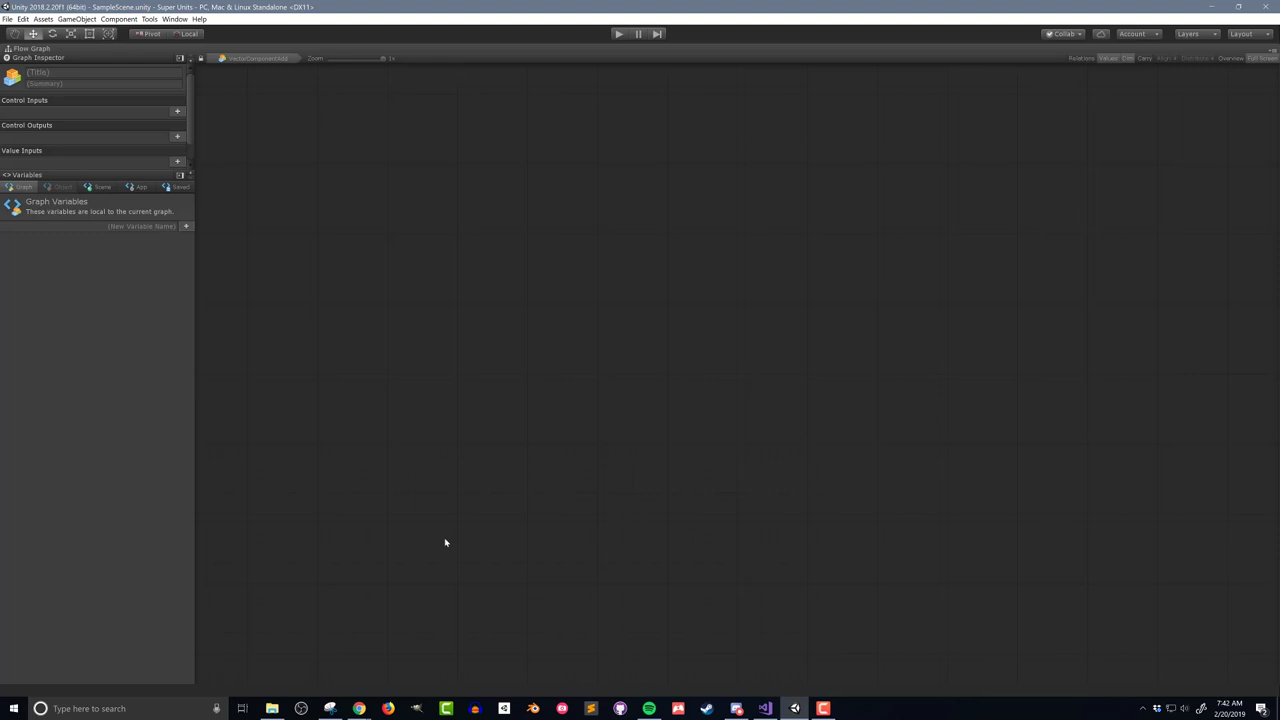 Unity 2018.2.20f1 (64bit) - SampleScene.unity - Super Units - PC, Mac & Linux Standalone <DX11>
File Edit Assets GameObject Component Tools Window Help
Pivot Local Collab Account Layers Layout
Flow Graph
Graph Inspector VectorComponentAdd Zoom 1x Relations Values Dim Carry Align Distribute Overview Full Screen
(Title)
(Summary)
Control Inputs
Control Outputs
Value Inputs
<> Variables
Graph Object Scene App Saved
Graph Variables
These variables are local to the current graph.
(New Variable Name) +
Type here to search
7:42 AM
2/20/2019